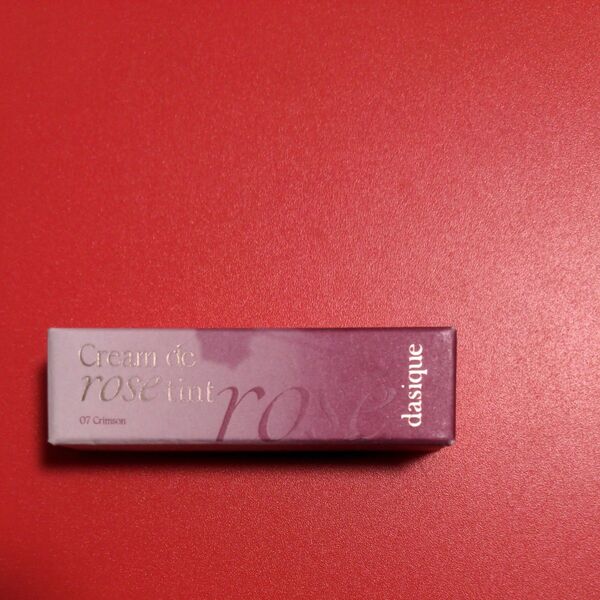 Cream de
rose tint
07 Crimson
rose
dasique